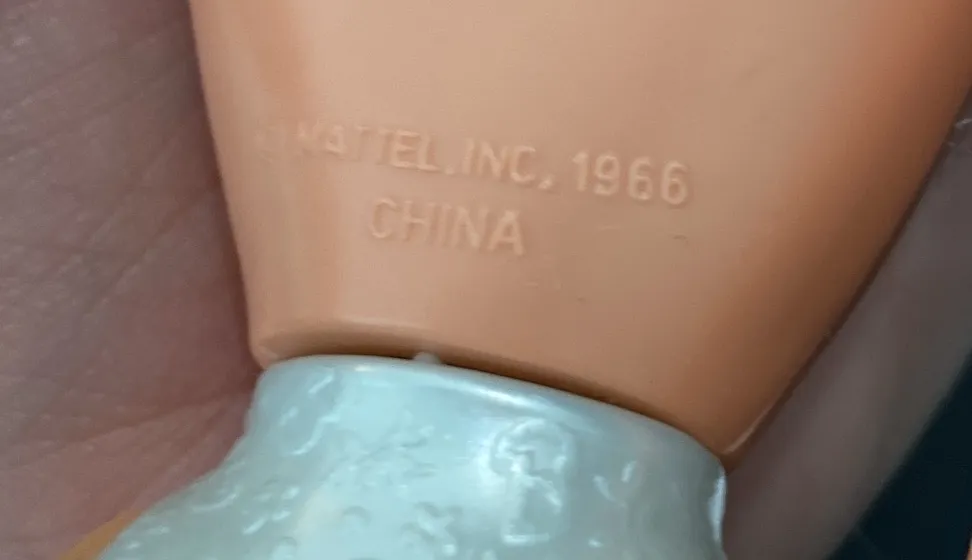 © MATTEL, INC. 1966
CHINA